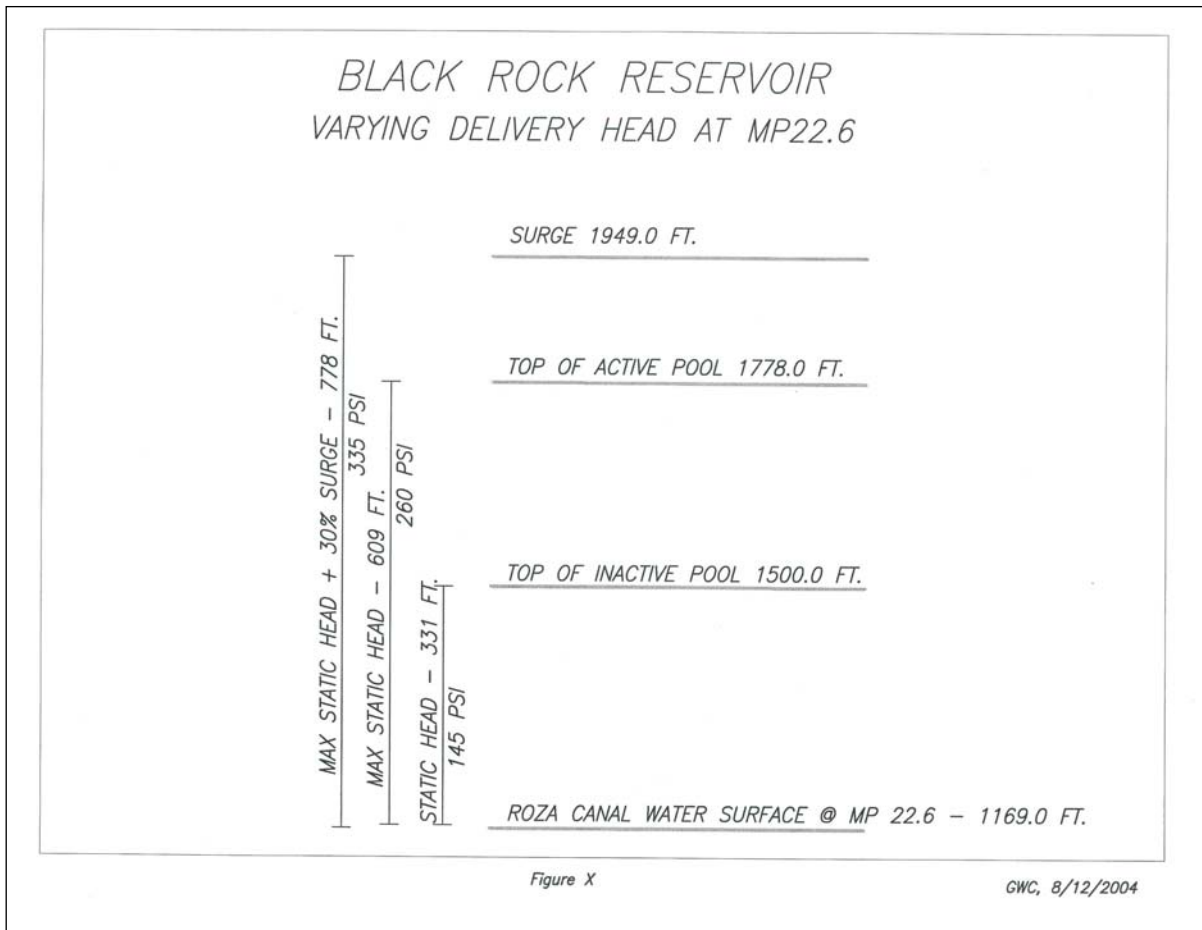 BLACK ROCK RESERVOIR
VARYING DELIVERY HEAD AT MP22.6
SURGE 1949.0 FT.
MAX STATIC HEAD + 30% SURGE - 778 FT.
335 PSI
TOP OF ACTIVE POOL 1778.0 FT.
MAX STATIC HEAD - 609 FT.
260 PSI
TOP OF INACTIVE POOL 1500.0 FT.
STATIC HEAD - 331 FT.
145 PSI
ROZA CANAL WATER SURFACE @ MP 22.6 - 1169.0 FT.
Figure X
GWC, 8/12/2004